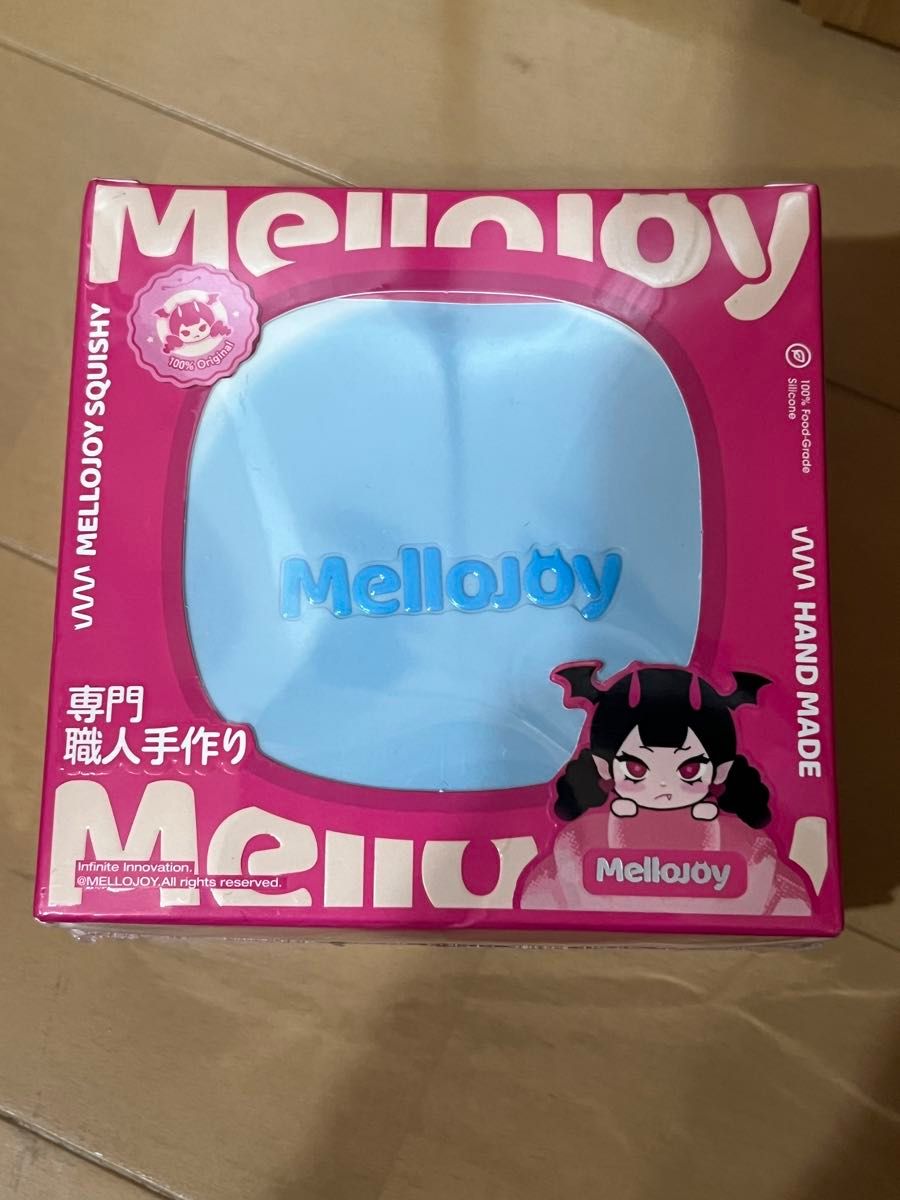 Mellojoy
100% Original
MELLOJOY SQUISHY
100% Food-Grade
Silicone
Mellojoy
HAND MADE
専門
職人手作り
Mellojoy
Infinite Innovation.
@MELLOJOY.All rights reserved.
Mellojoy